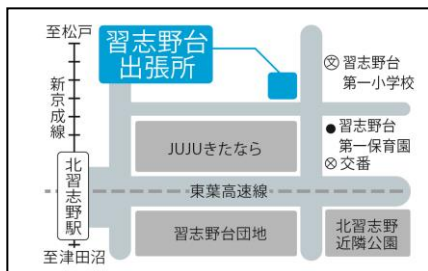 至松戸
新京成線
北習志野駅
至津田沼
習志野台
出張所
㊛習志野台
第一小学校
JUJUきたなら
●習志野台
第一保育園
⊗交番
東葉高速線
習志野台団地
北習志野
近隣公園